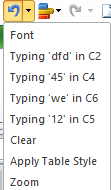 Font
Typing 'dfd' in C2
Typing '45' in C4
Typing 'we' in C6
Typing '12' in C5
Clear
Apply Table Style
Zoom